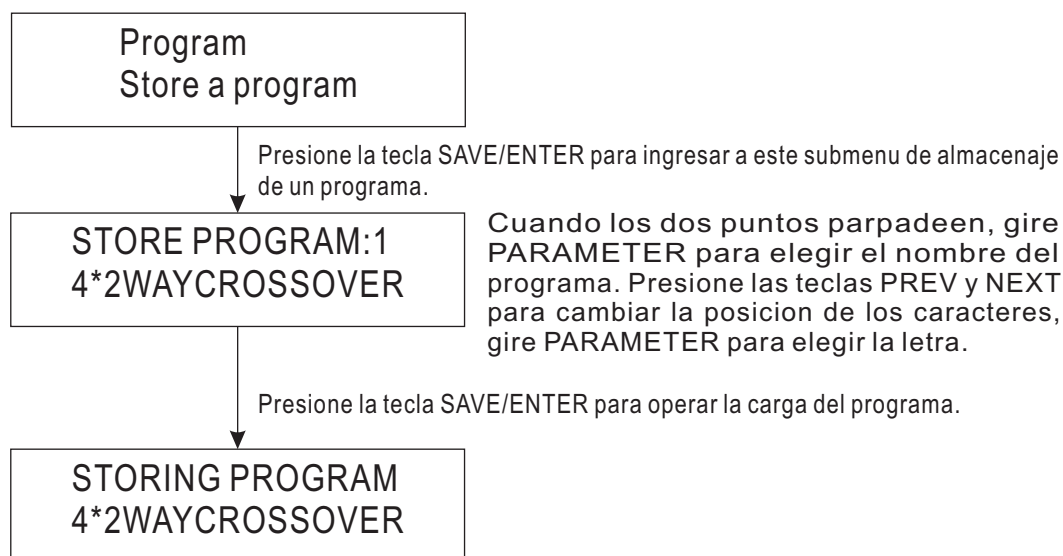 Program
Store a program
Presione la tecla SAVE/ENTER para ingresar a este submenu de almacenaje
de un programa.
STORE PROGRAM:1
4*2WAYCROSSOVER
Cuando los dos puntos parpadeen, gire
PARAMETER para elegir el nombre del
programa. Presione las teclas PREV y NEXT
para cambiar la posicion de los caracteres,
gire PARAMETER para elegir la letra.
Presione la tecla SAVE/ENTER para operar la carga del programa.
STORING PROGRAM
4*2WAYCROSSOVER